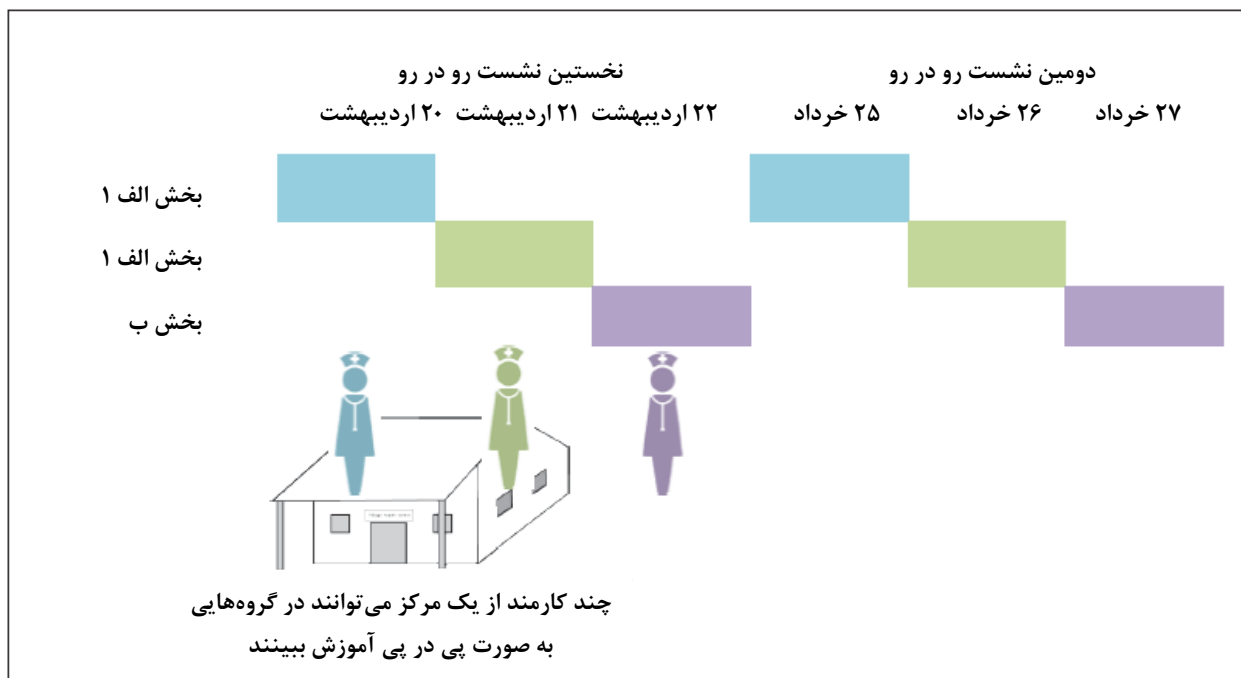 نخستین نشست رو در رو
دومین نشست رو در رو
۲۰ اردیبهشت
۲۱ اردیبهشت
۲۲ اردیبهشت
۲۵ خرداد
۲۶ خرداد
۲۷ خرداد
بخش الف ۱
بخش الف ۱
بخش ب
چند کارمند از یک مرکز می‌توانند در گروه‌هایی
به صورت پی در پی آموزش ببینند